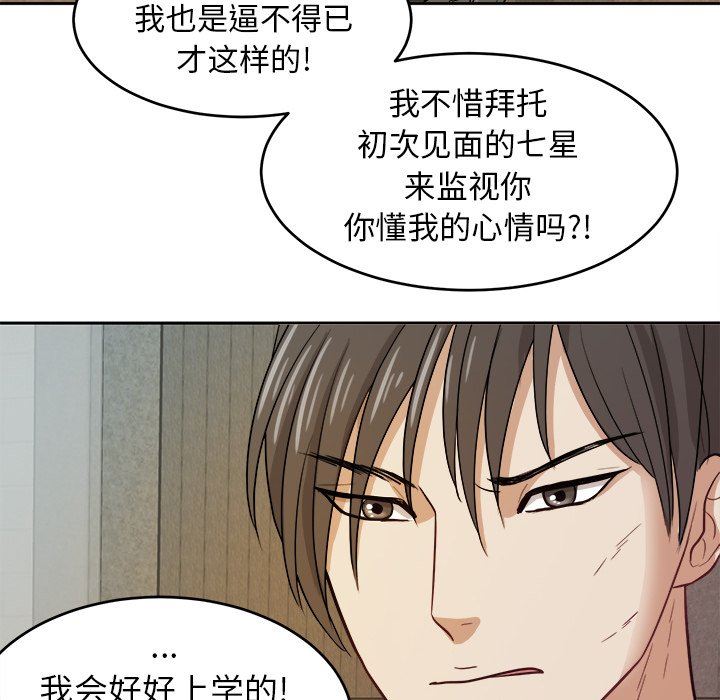 我也是逼不得已
才这样的!
我不惜拜托
初次见面的七星
来监视你
你懂我的心情吗?!
...
我会好好上学的!